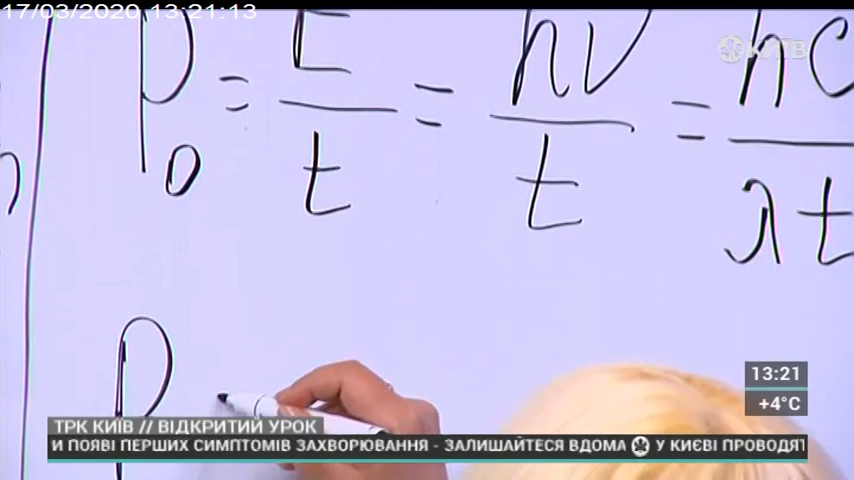 17/03/2020 13:21:13
КИЇВ
P₀ = E/t = hν/t = hc/λt
P
13:21
+4°C
ТРК КИЇВ // ВІДКРИТИЙ УРОК
И ПОЯВІ ПЕРШИХ СИМПТОМІВ ЗАХВОРЮВАННЯ - ЗАЛИШАЙТЕСЯ ВДОМА У КИЄВІ ПРОВОДЯТ